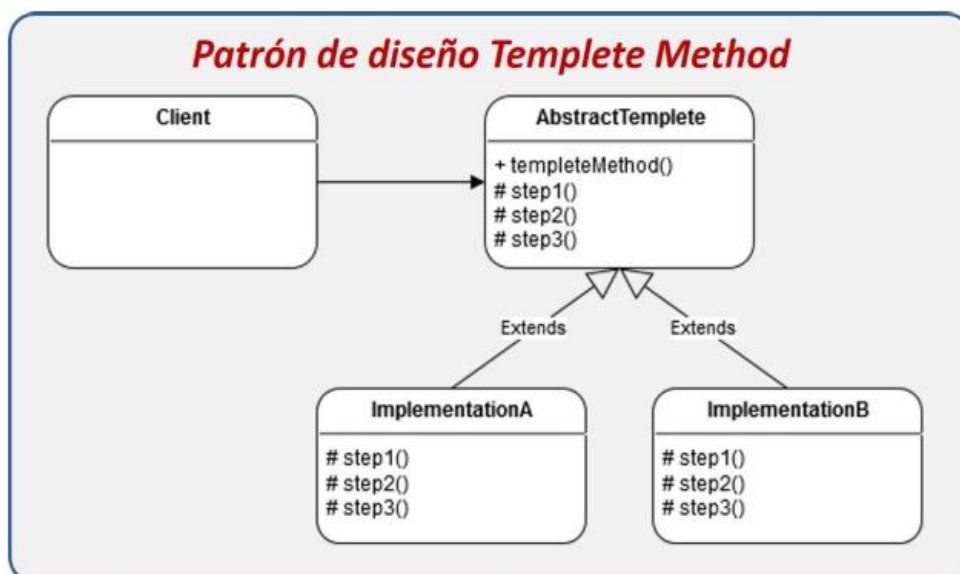 Patrón de diseño Templete Method
Client
AbstractTemplete
+ templeteMethod()
# step1()
# step2()
# step3()
Extends
Extends
ImplementationA
# step1()
# step2()
# step3()
ImplementationB
# step1()
# step2()
# step3()